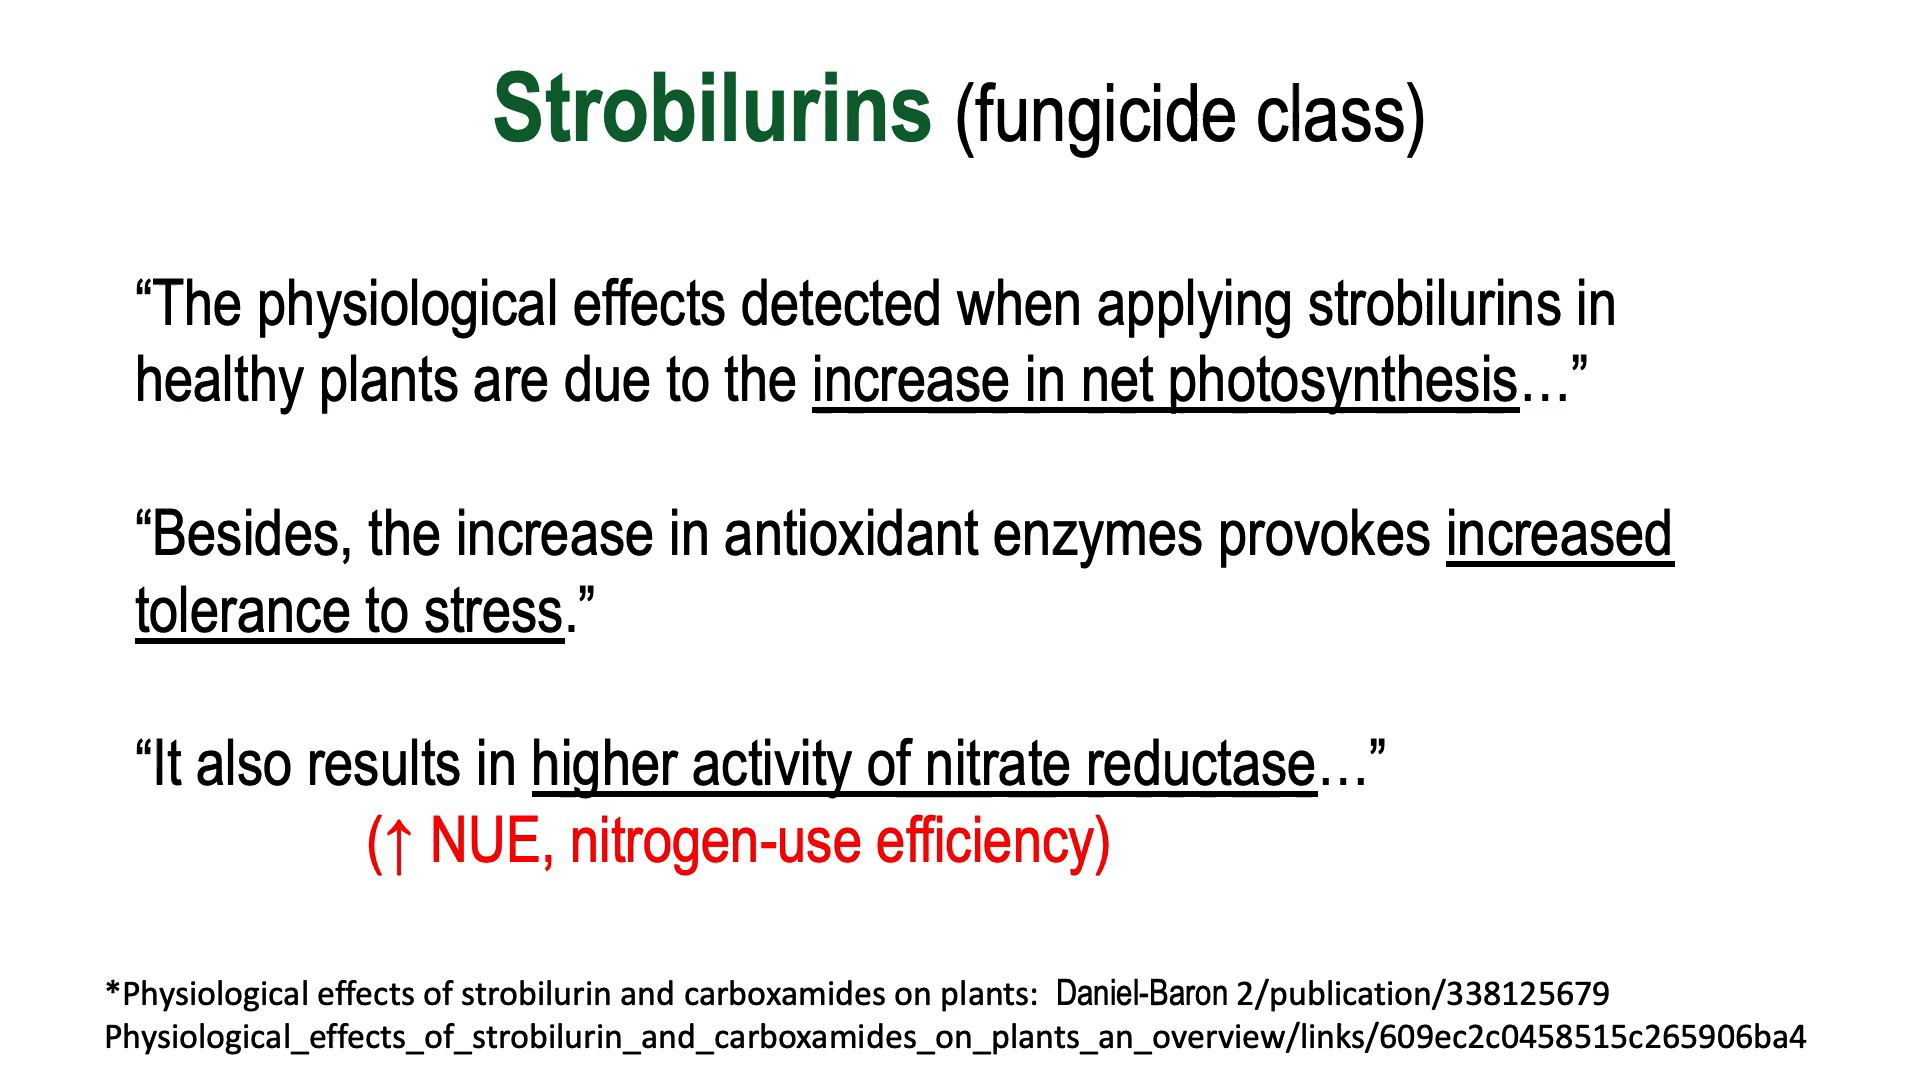 Strobilurins (fungicide class)
“The physiological effects detected when applying strobilurins in
healthy plants are due to the increase in net photosynthesis…”
“Besides, the increase in antioxidant enzymes provokes increased
tolerance to stress.”
“It also results in higher activity of nitrate reductase…”
(↑ NUE, nitrogen-use efficiency)
*Physiological effects of strobilurin and carboxamides on plants: Daniel-Baron 2/publication/338125679
Physiological_effects_of_strobilurin_and_carboxamides_on_plants_an_overview/links/609ec2c0458515c265906ba4